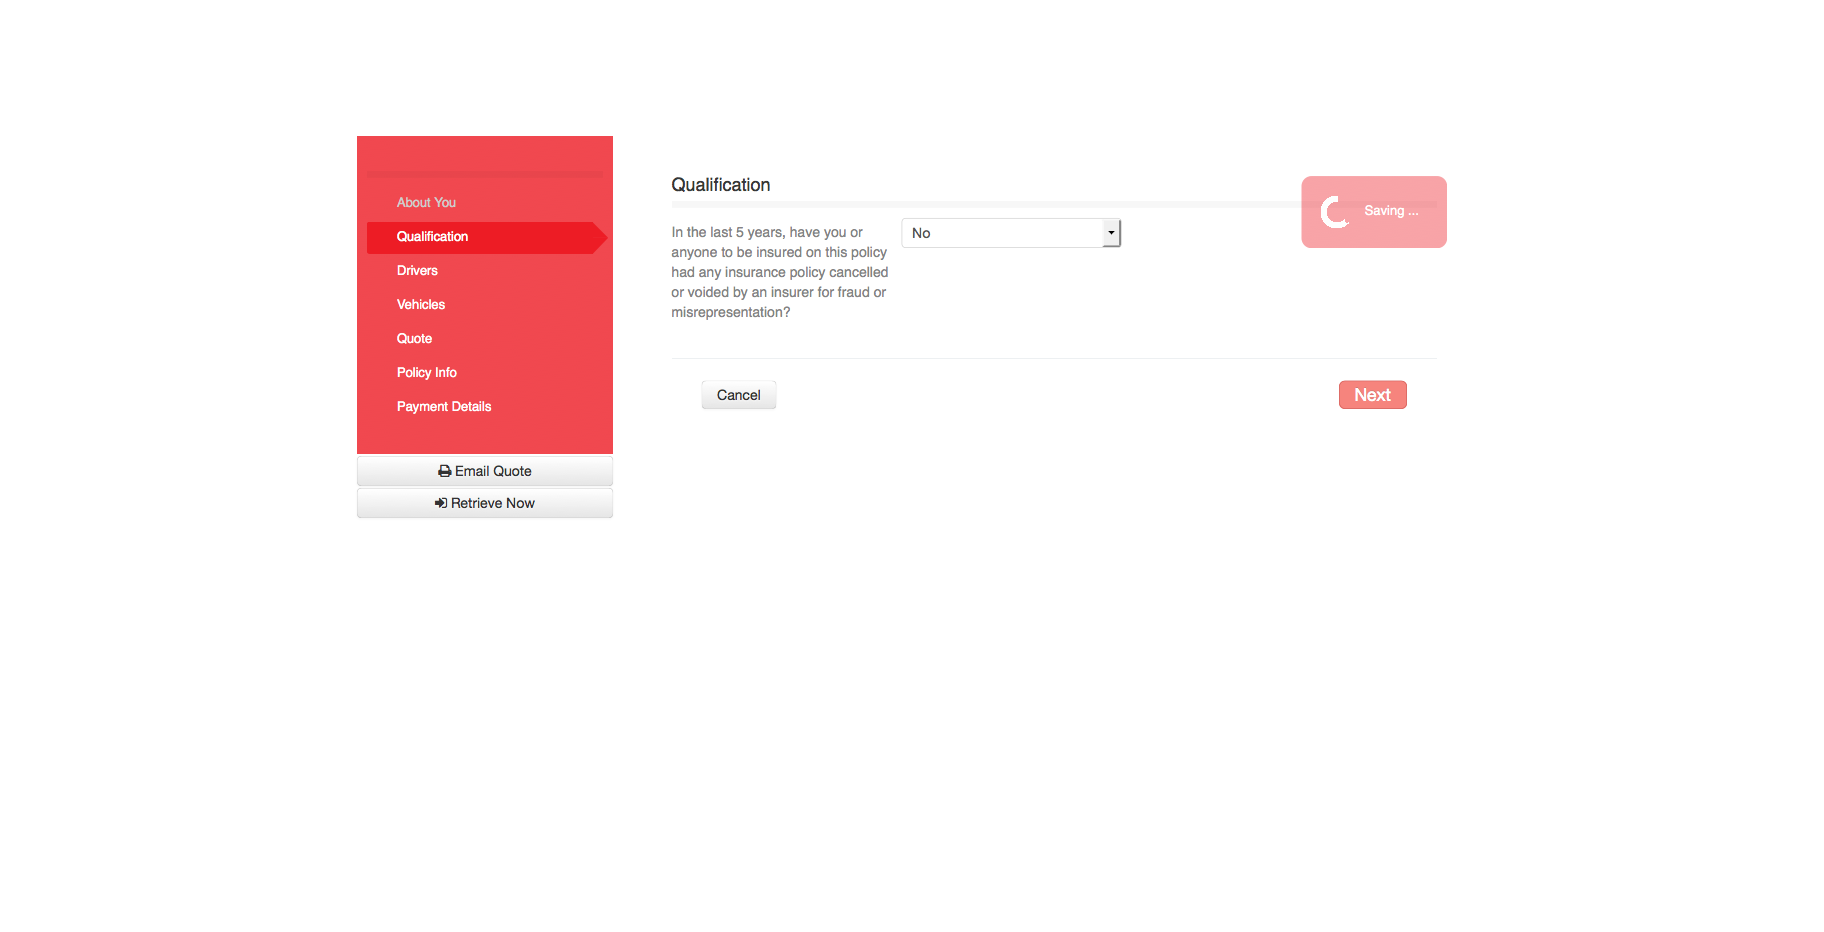 About You
Qualification
Drivers
Vehicles
Quote
Policy Info
Payment Details
Email Quote
Retrieve Now
Qualification
In the last 5 years, have you or
anyone to be insured on this policy
had any insurance policy cancelled
or voided by an insurer for fraud or
misrepresentation?
No
Saving ...
Cancel
Next